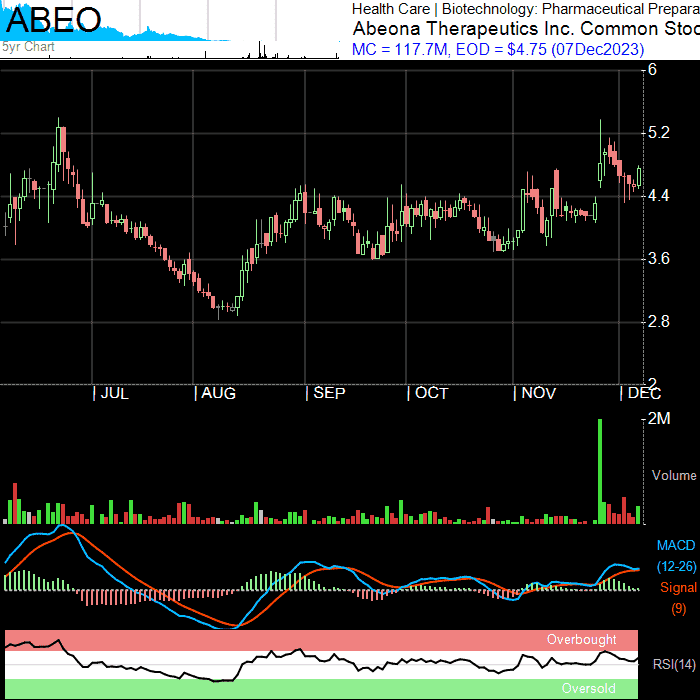 ABEO
5yr Chart
Health Care | Biotechnology: Pharmaceutical Prepara
Abeona Therapeutics Inc. Common Stoc
MC = 117.7M, EOD = $4.75 (07Dec2023)
6
5.2
4.4
3.6
2.8
2
JUL AUG SEP OCT NOV DEC
2M
Volume
MACD
(12-26)
Signal
(9)
Overbought
RSI(14)
Oversold